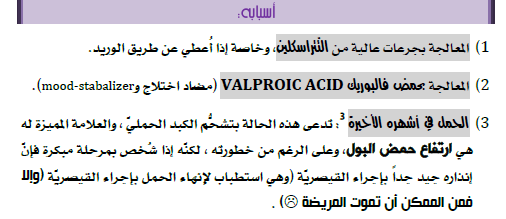 أسبابه:
1) المعالجة بجرعات عالية من التتراسكلين، وخاصة إذا أُعطي عن طريق الوريد.
2) المعالجة بحمض فالبوريك VALPROIC ACID (مضاد اختلاج وmood-stabalizer).
3) الحمل في أشهره الأخيرة 3: تدعى هذه الحالة بتشحُّم الكبد الحمليّ، والعلامة المميزة له
هي ارتفاع حمض البول، وعلى الرغم من خطورته، لكنّه إذا شُخص بمرحلة مبكرة فإنّ
إنذاره جيد جداً بإجراء القيصريّة (وهي استطباب لإنهاء الحمل بإجراء القيصريّة (وإلا
فمن الممكن أن تموت المريضة ☹) .